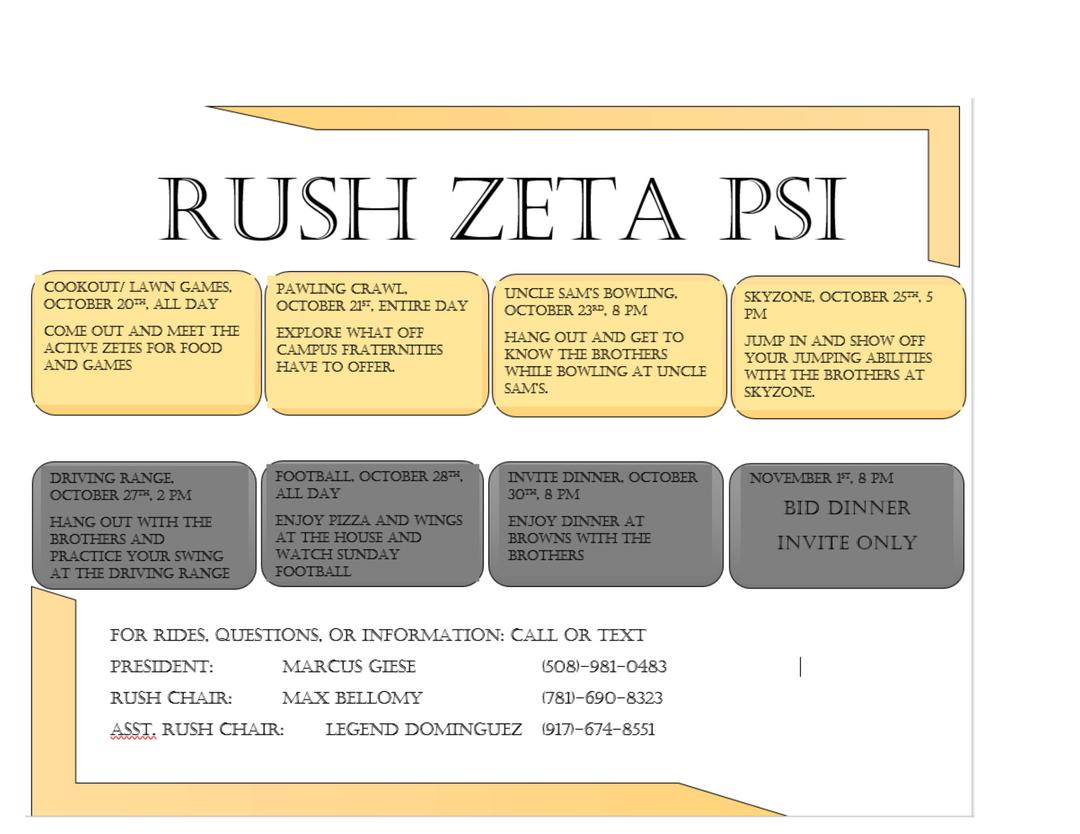 RUSH ZETA PSI
COOKOUT/ LAWN GAMES,
OCTOBER 20TH, ALL DAY
COME OUT AND MEET THE
ACTIVE ZETES FOR FOOD
AND GAMES
PAWLING CRAWL,
OCTOBER 21ST, ENTIRE DAY
EXPLORE WHAT OFF
CAMPUS FRATERNITIES
HAVE TO OFFER.
UNCLE SAM'S BOWLING,
OCTOBER 23RD, 8 PM
HANG OUT AND GET TO
KNOW THE BROTHERS
WHILE BOWLING AT UNCLE
SAM'S.
SKYZONE, OCTOBER 25TH, 5
PM
JUMP IN AND SHOW OFF
YOUR JUMPING ABILITIES
WITH THE BROTHERS AT
SKYZONE.
DRIVING RANGE,
OCTOBER 27TH, 2 PM
HANG OUT WITH THE
BROTHERS AND
PRACTICE YOUR SWING
AT THE DRIVING RANGE
FOOTBALL, OCTOBER 28TH,
ALL DAY
ENJOY PIZZA AND WINGS
AT THE HOUSE AND
WATCH SUNDAY
FOOTBALL
INVITE DINNER, OCTOBER
30TH, 8 PM
ENJOY DINNER AT
BROWNS WITH THE
BROTHERS
NOVEMBER 1ST, 8 PM
BID DINNER
INVITE ONLY
FOR RIDES, QUESTIONS, OR INFORMATION: CALL OR TEXT
PRESIDENT: MARCUS GIESE (508)-981-0483
RUSH CHAIR: MAX BELLOMY (781)-690-8323
ASST. RUSH CHAIR: LEGEND DOMINGUEZ (917)-674-8551